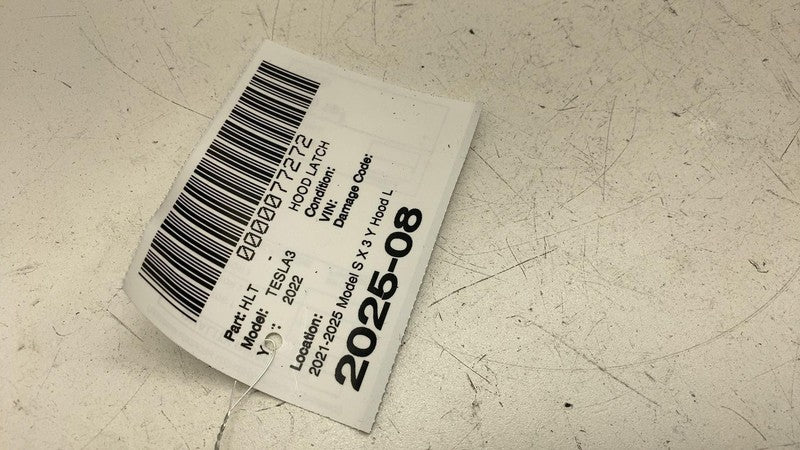 0000077272
Part: HLT - HOOD LATCH
Model: TESLA3 Condition:
Y : 2022 VIN:
Damage Code:
Location:
2021-2025 Model S X 3 Y Hood L
2025-08